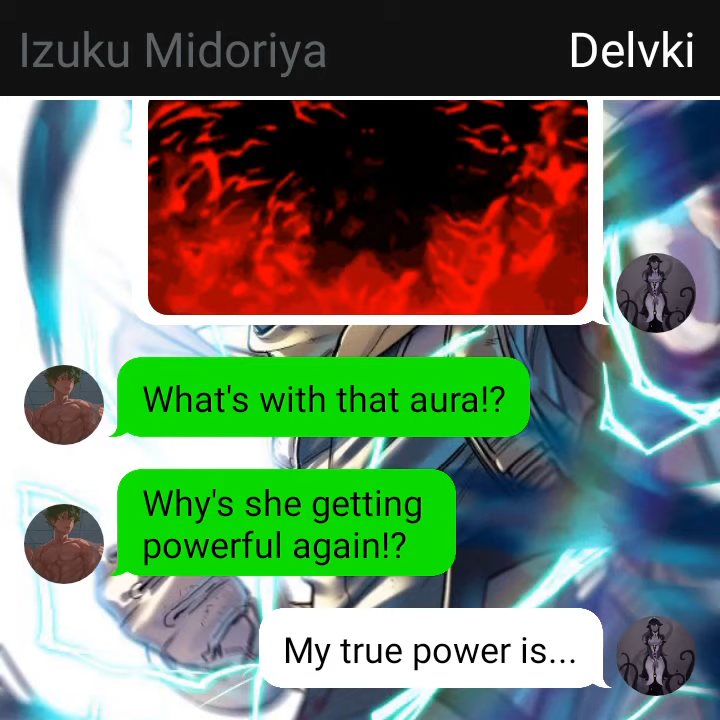 Izuku Midoriya
Delvki
What's with that aura!?
Why's she getting
powerful again!?
My true power is...